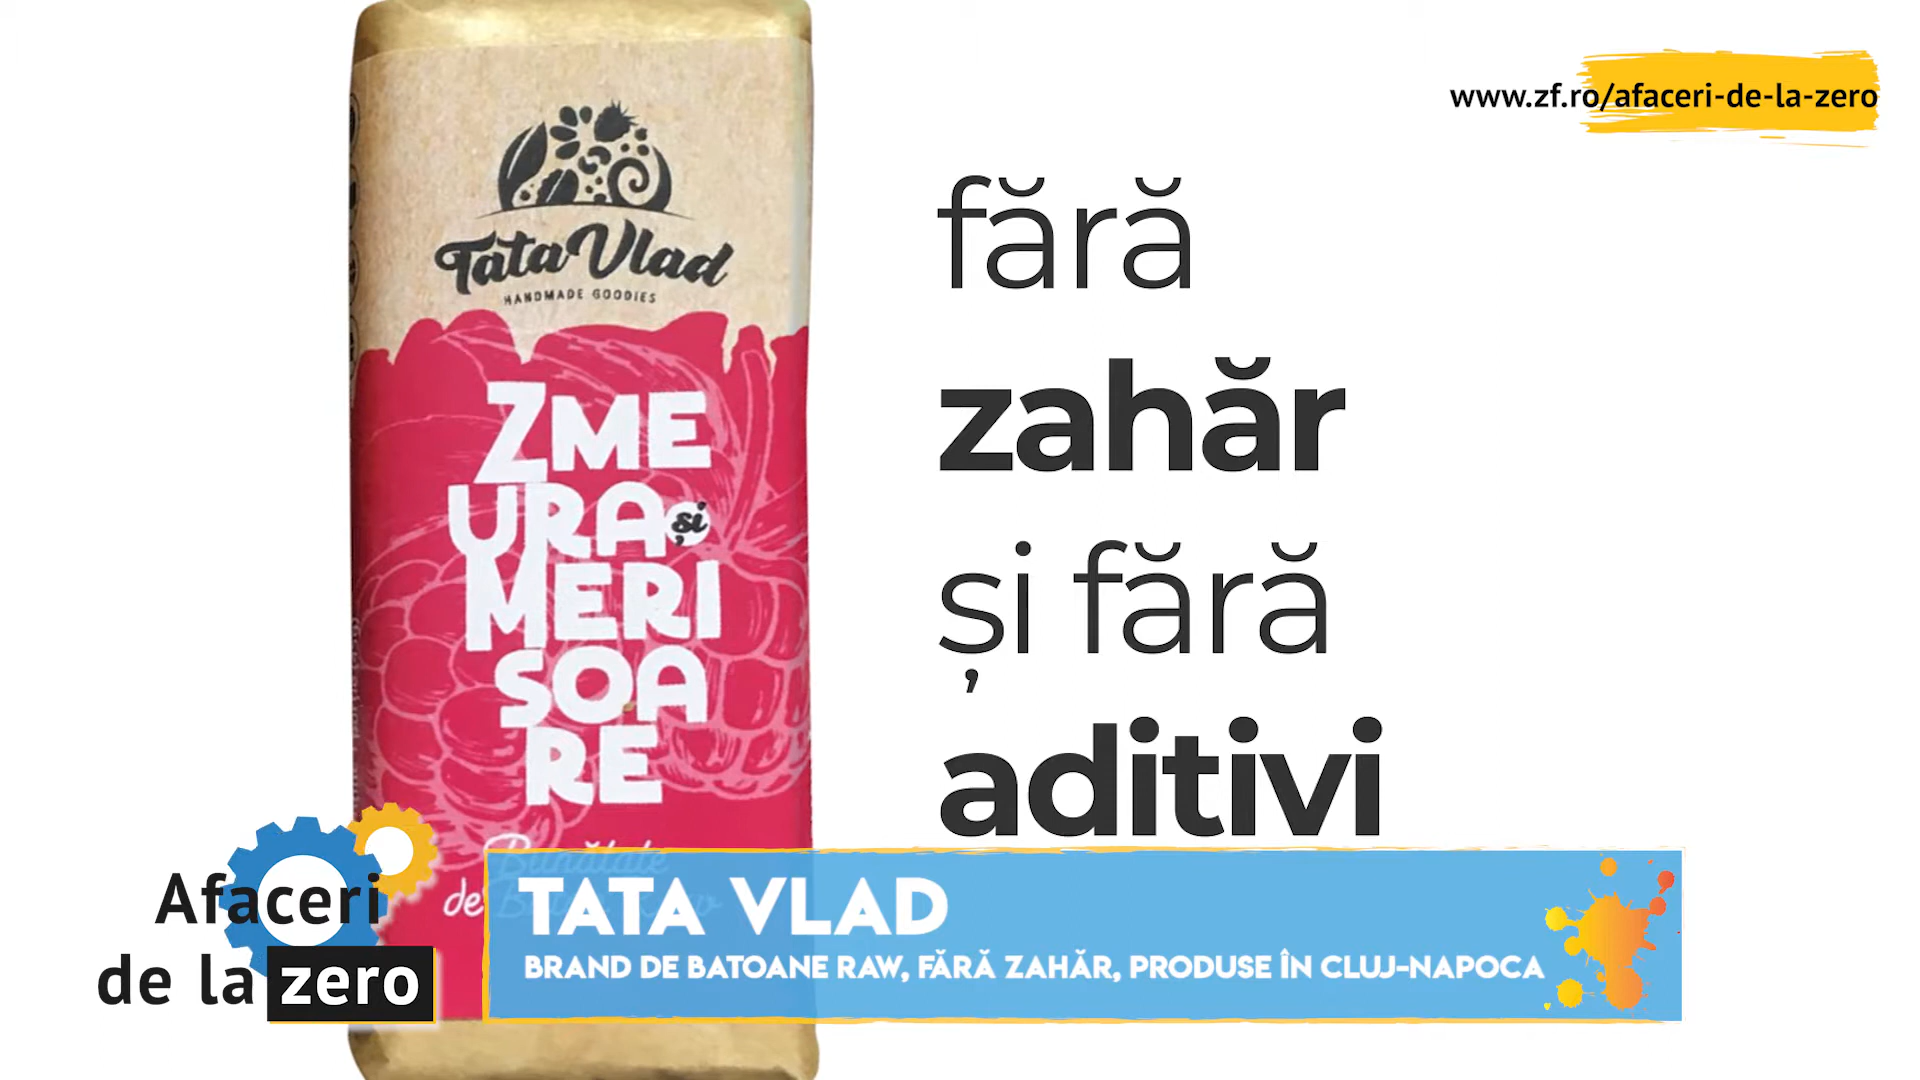 www.zf.ro/afaceri-de-la-zero
Tata Vlad
HANDMADE GOODIES
ZME
URA și
MERI
SOA
RE
Bunătate
de
fără
zahăr
și fără
aditivi
Afaceri
de la zero
TATA VLAD
BRAND DE BATOANE RAW, FĂRĂ ZAHĂR, PRODUSE ÎN CLUJ-NAPOCA